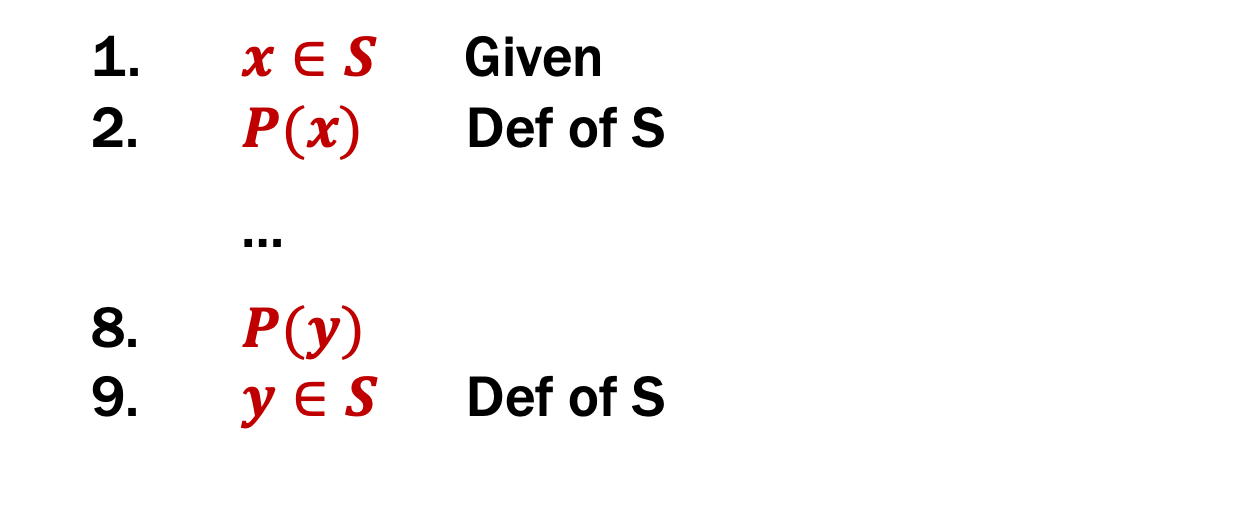 1. x ∈ S Given
2. P(x) Def of S
...
8. P(y)
9. y ∈ S Def of S